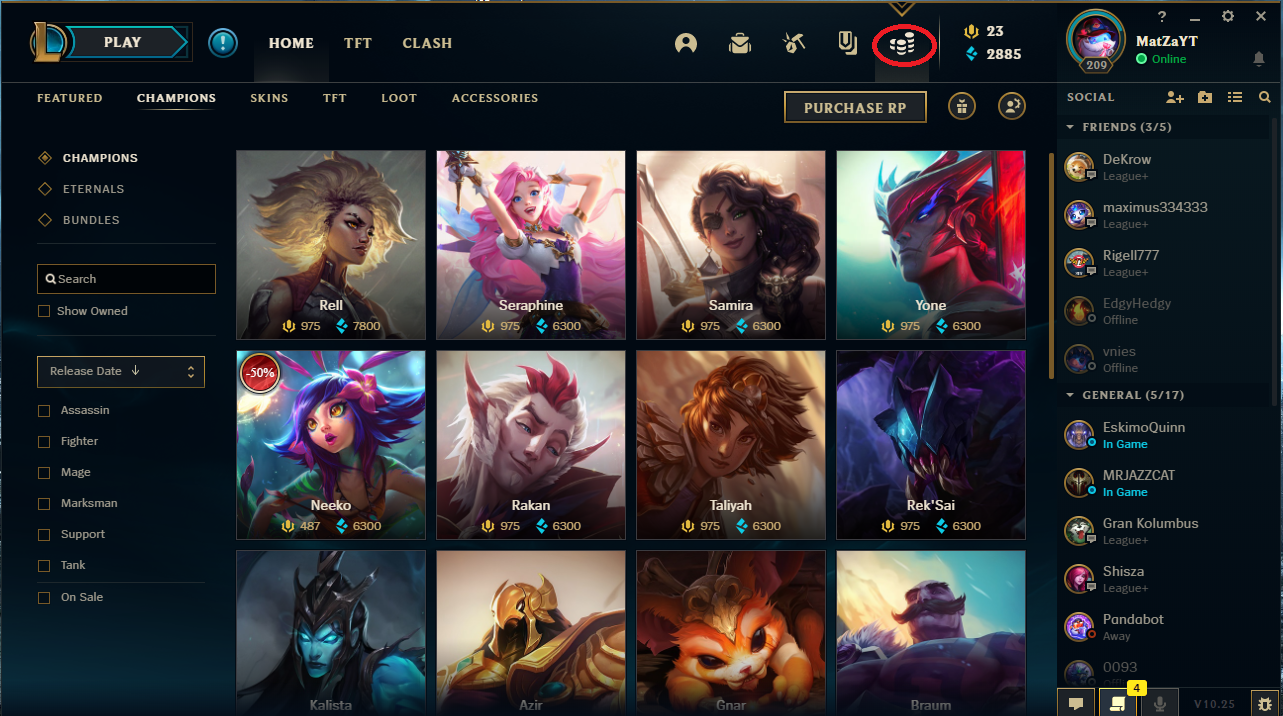 PLAY
HOME TFT CLASH
23
2885
?
MatZaYT
209
Online
FEATURED CHAMPIONS SKINS TFT LOOT ACCESSORIES
PURCHASE RP
SOCIAL
CHAMPIONS
ETERNALS
BUNDLES
Search
Show Owned
Release Date ↓
Assassin
Fighter
Mage
Marksman
Support
Tank
On Sale
Rell
975 7800
Seraphine
975 6300
Samira
975 6300
Yone
975 6300
-50%
Neeko
487 6300
Rakan
975 6300
Taliyah
975 6300
Rek'Sai
975 6300
Kalista
Azir
Gnar
Braum
FRIENDS (3/5)
DeKrow
League+
maximus334333
League+
Rigell777
League+
EdgyHedgy
Offline
vnies
Offline
GENERAL (5/17)
EskimoQuinn
In Game
MRJAZZCAT
In Game
Gran Kolumbus
League+
Shisza
League+
Pandabot
Away
0093
Offline
4
V10.25